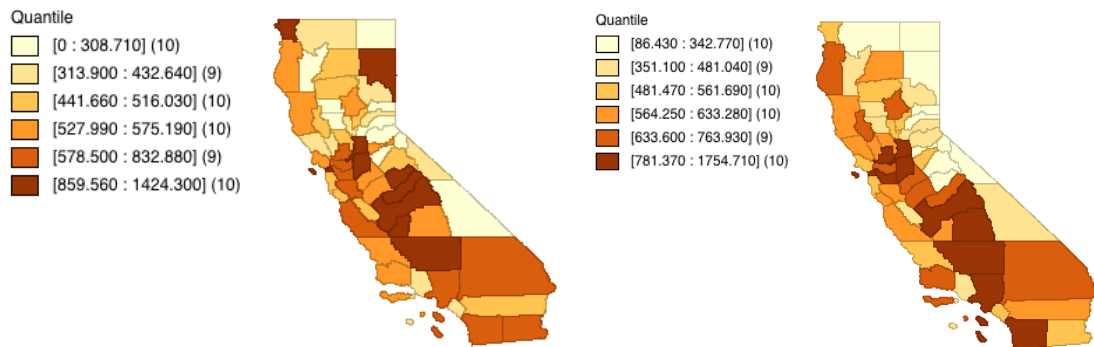 Quantile
[0 : 308.710] (10)
[313.900 : 432.640] (9)
[441.660 : 516.030] (10)
[527.990 : 575.190] (10)
[578.500 : 832.880] (9)
[859.560 : 1424.300] (10)
Quantile
[86.430 : 342.770] (10)
[351.100 : 481.040] (9)
[481.470 : 561.690] (10)
[564.250 : 633.280] (10)
[633.600 : 763.930] (9)
[781.370 : 1754.710] (10)